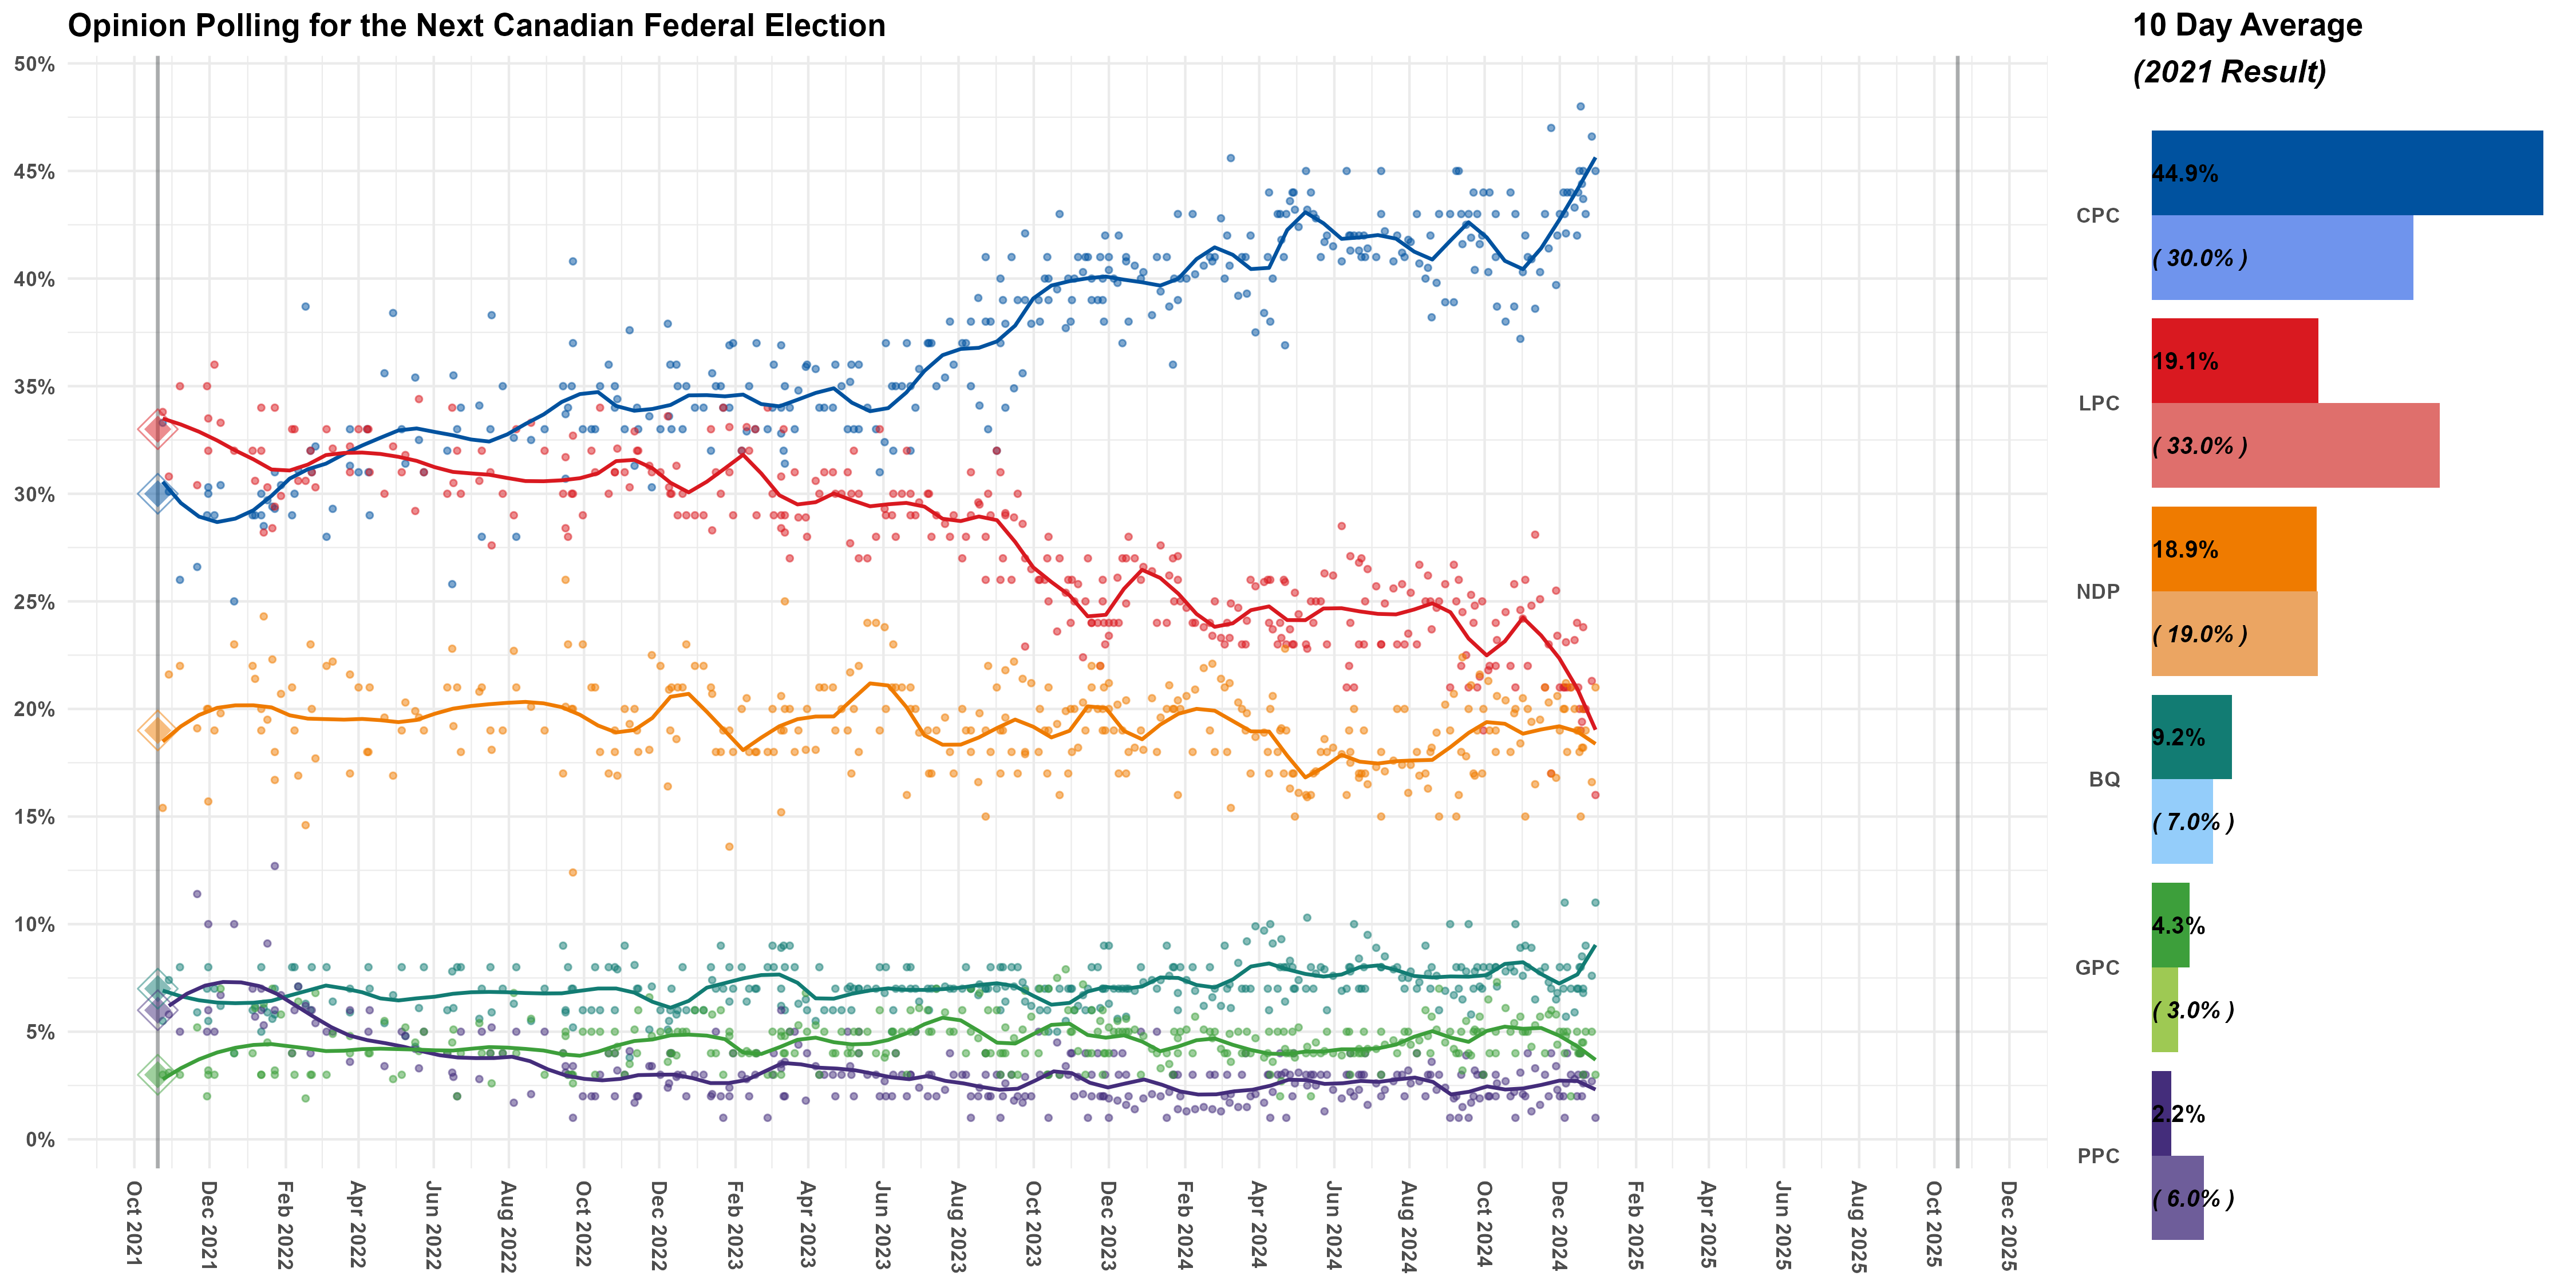 Opinion Polling for the Next Canadian Federal Election
50%
45%
40%
35%
30%
25%
20%
15%
10%
5%
0%
Oct 2021
Dec 2021
Feb 2022
Apr 2022
Jun 2022
Aug 2022
Oct 2022
Dec 2022
Feb 2023
Apr 2023
Jun 2023
Aug 2023
Oct 2023
Dec 2023
Feb 2024
Apr 2024
Jun 2024
Aug 2024
Oct 2024
Dec 2024
Feb 2025
Apr 2025
Jun 2025
Aug 2025
Oct 2025
Dec 2025
10 Day Average
(2021 Result)
CPC
44.9%
( 30.0% )
LPC
19.1%
( 33.0% )
NDP
18.9%
( 19.0% )
BQ
9.2%
( 7.0% )
GPC
4.3%
( 3.0% )
PPC
2.2%
( 6.0% )